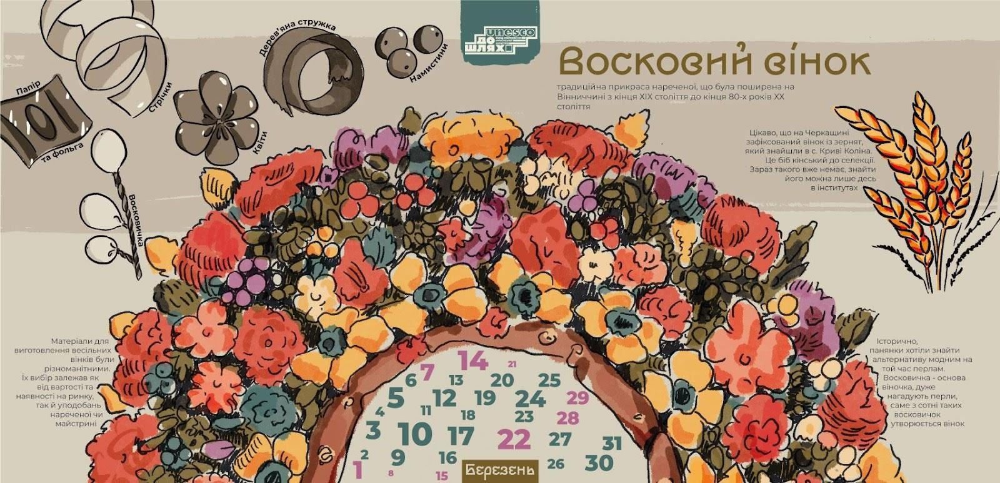 Папір
та фольга
Стрічки
Дерев'яна стружка
Намистини
Квіти
Восковичка
unesco
до
шлях
Восковий вінок
традиційна прикраса нареченої, що була поширена на
Вінниччині з кінця XIX століття до кінця 80-х років XX
століття
Цікаво, що на Черкащині
зафіксований вінок із зернят,
який знайшли в с. Криві Коліна.
Це біб кінський до селекції.
Зараз такого вже немає, знайти
його можна лише десь
в інститутах
Матеріали для
виготовлення весільних
вінків були
різноманітними.
Їх вибір залежав як
від вартості та
наявності на ринку,
так й уподобань
нареченої чи
майстрині
Історично,
панянки хотіли знайти
альтернативу модним на
той час перлам.
Восковичка - основа
віночка, дуже
нагадують перли,
саме з сотні таких
восковичок
утворюється вінок
7 14 21
6 13 20 25
5 12 19 24 29
4 11 18 23 28
3 10 17 22 27 31
2 9 16 26 30
1 8 15
Березень